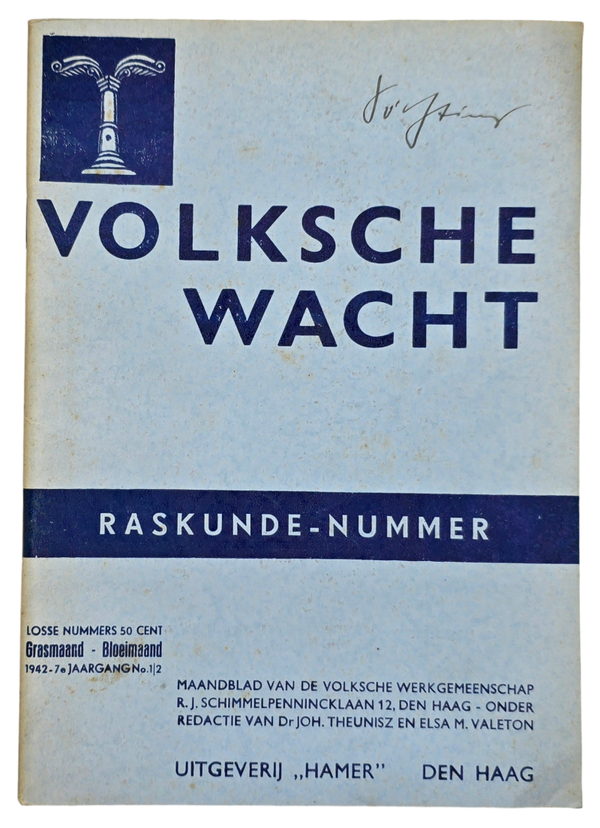 VOLKSCHE
WACHT
RASKUNDE-NUMMER
LOSSE NUMMERS 50 CENT
Grasmaand - Bloeimaand
1942-7e JAARGANG No.1|2
MAANDBLAD VAN DE VOLKSCHE WERKGEMEENSCHAP
R. J. SCHIMMELPENNINCKLAAN 12, DEN HAAG - ONDER
REDACTIE VAN Dr JOH. THEUNISZ EN ELSA M. VALETON
UITGEVERIJ „HAMER” DEN HAAG